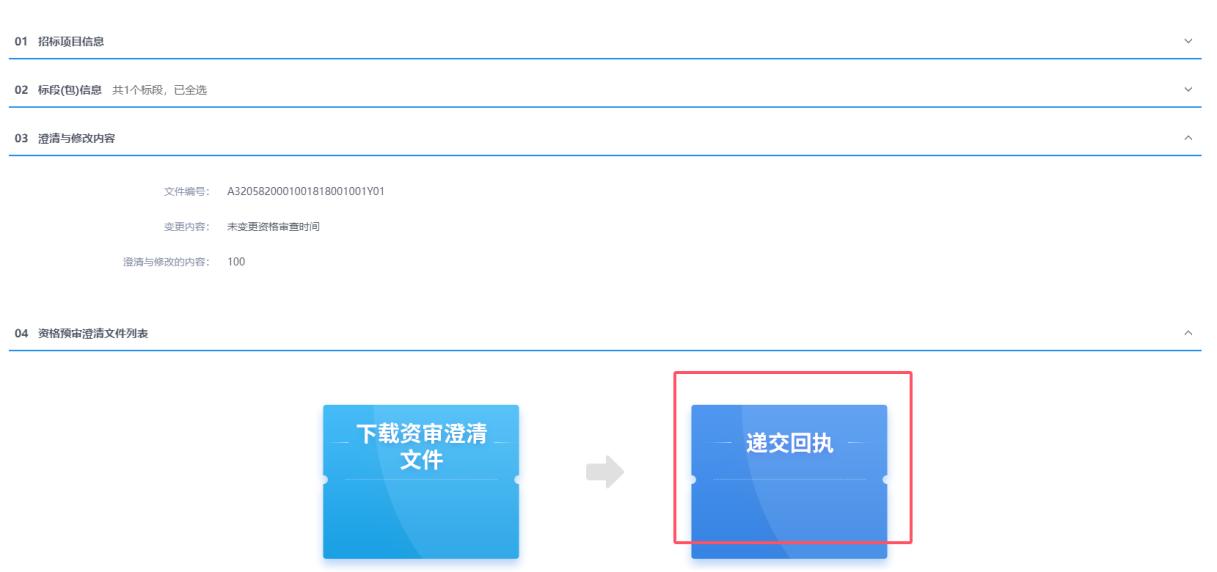 01 招标项目信息
02 标段(包)信息 共1个标段，已全选
03 澄清与修改内容
文件编号： A3205820001001818001001Y01
变更内容： 未变更资格审查时间
澄清与修改的内容： 100
04 资格预审澄清文件列表
下载资审澄清
文件
递交回执